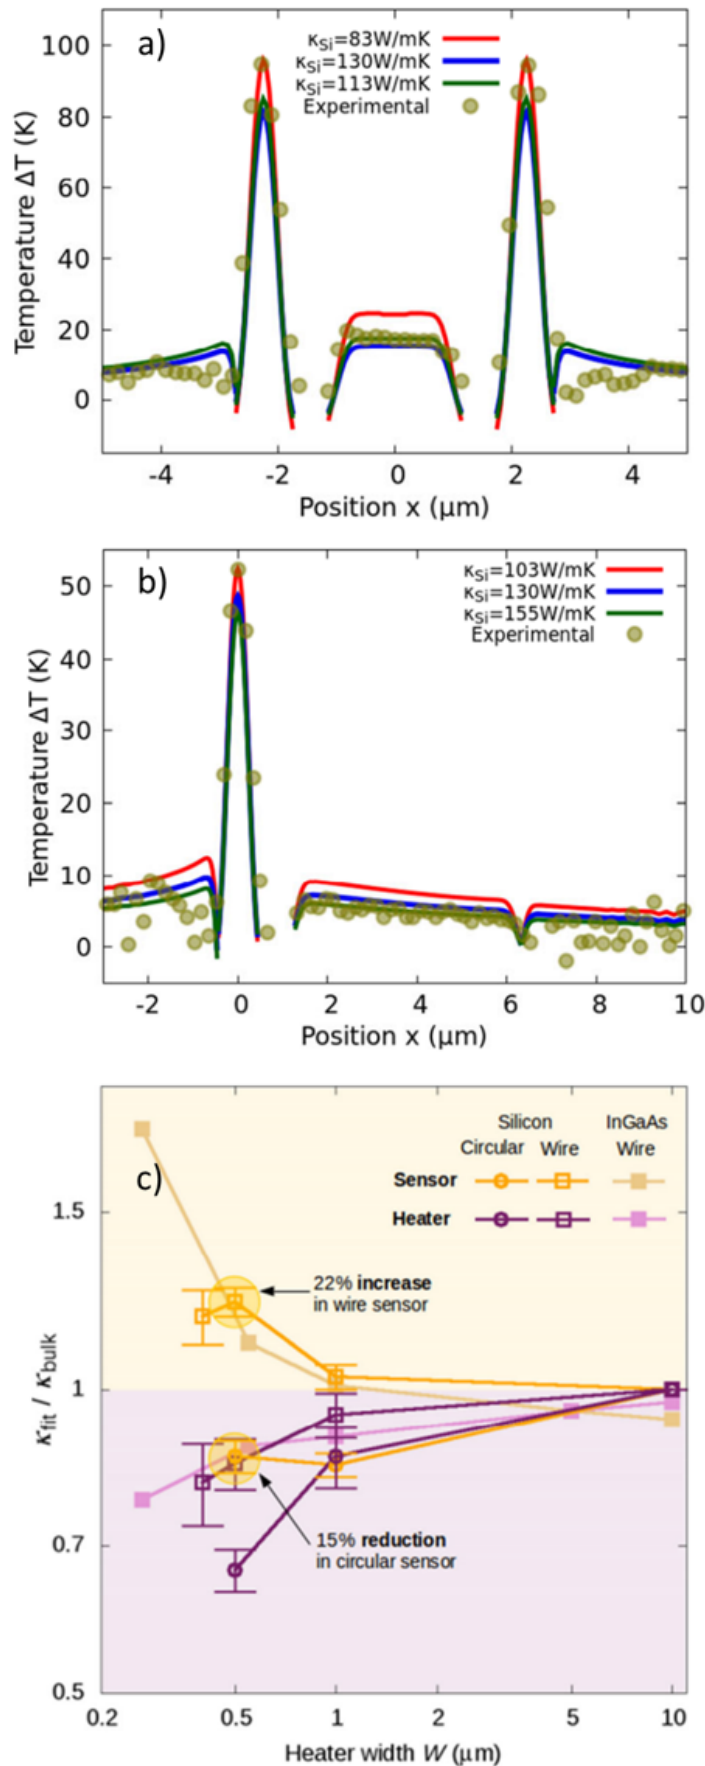 a)
κSi=83W/mK
κSi=130W/mK
κSi=113W/mK
Experimental
100
80
60
40
20
0
Temperature ΔT (K)
-4 -2 0 2 4
Position x (μm)
b)
κSi=103W/mK
κSi=130W/mK
κSi=155W/mK
Experimental
50
40
30
20
10
0
Temperature ΔT (K)
-2 0 2 4 6 8 10
Position x (μm)
c)
Silicon InGaAs
Circular Wire Wire
Sensor
Heater
22% increase
in wire sensor
15% reduction
in circular sensor
1.5
1
0.7
0.5
κfit / κbulk
0.2 0.5 1 2 5 10
Heater width W (μm)